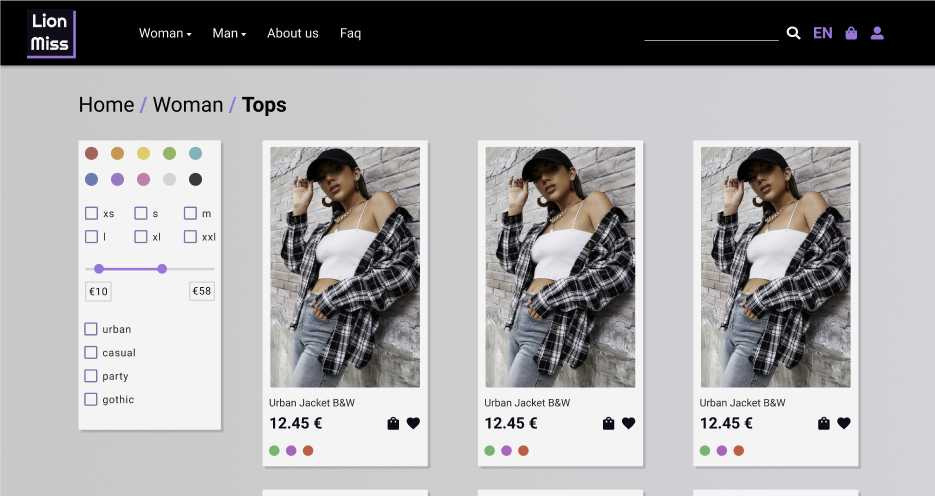 Lion
Miss
Woman
Man
About us
Faq
EN
Home / Woman / Tops
xs
s
m
l
xl
xxl
€10
€58
urban
casual
party
gothic
Urban Jacket B&W
12.45 €
Urban Jacket B&W
12.45 €
Urban Jacket B&W
12.45 €